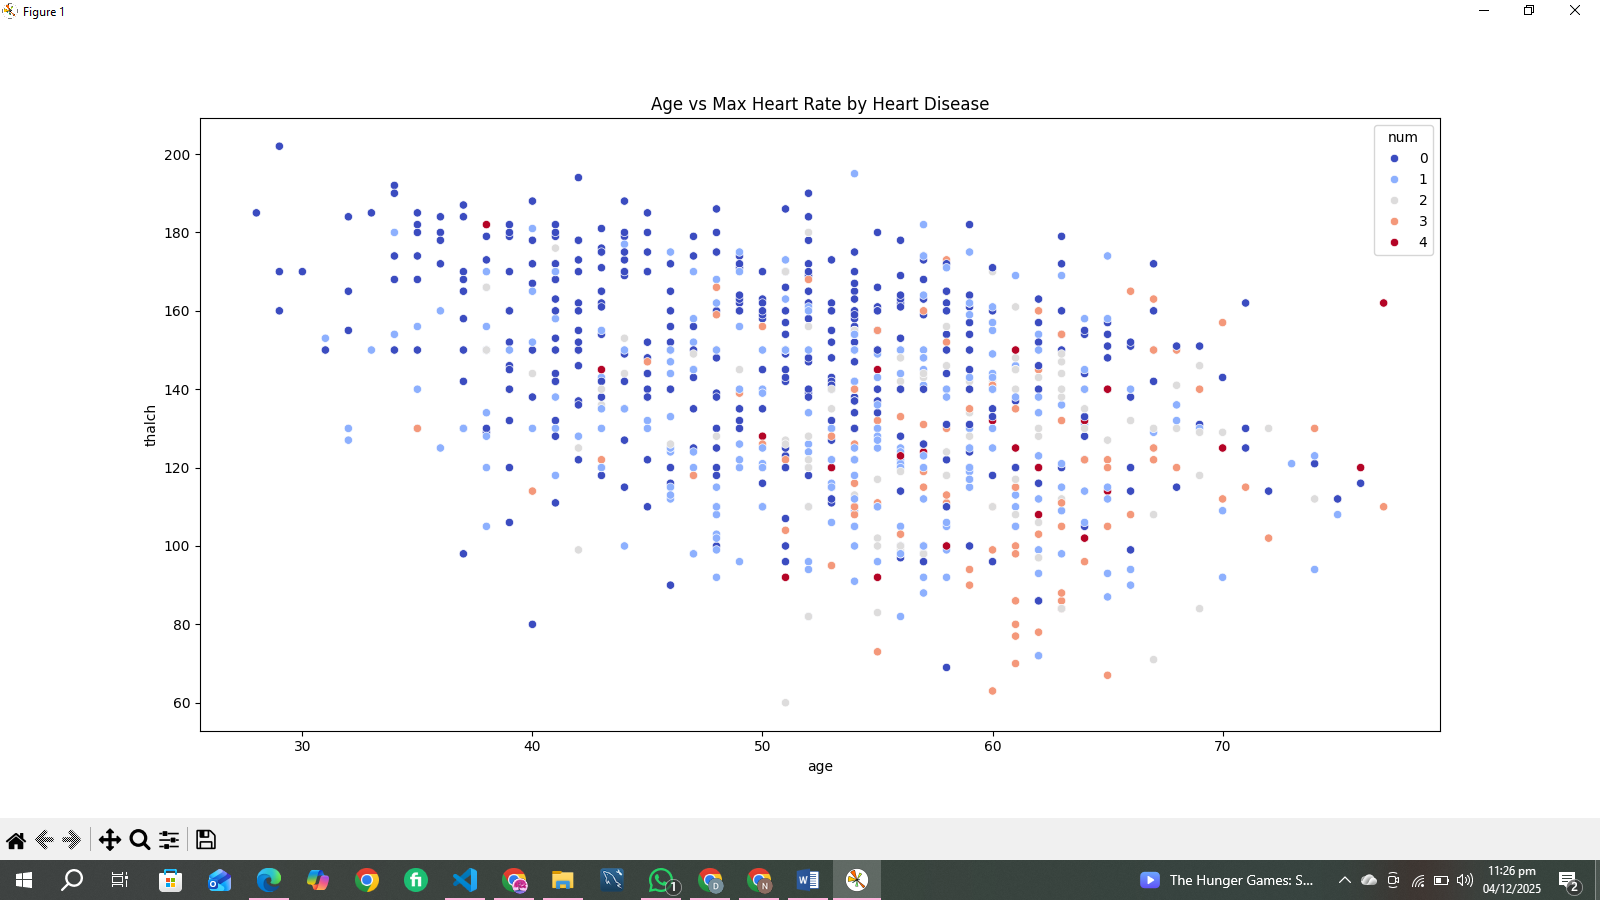 Figure 1
Age vs Max Heart Rate by Heart Disease
num
0
1
2
3
4
200
180
160
140
120
100
80
60
thalch
30 40 50 60 70
age
The Hunger Games: S...
11:26 pm
04/12/2025
1
D
N
2